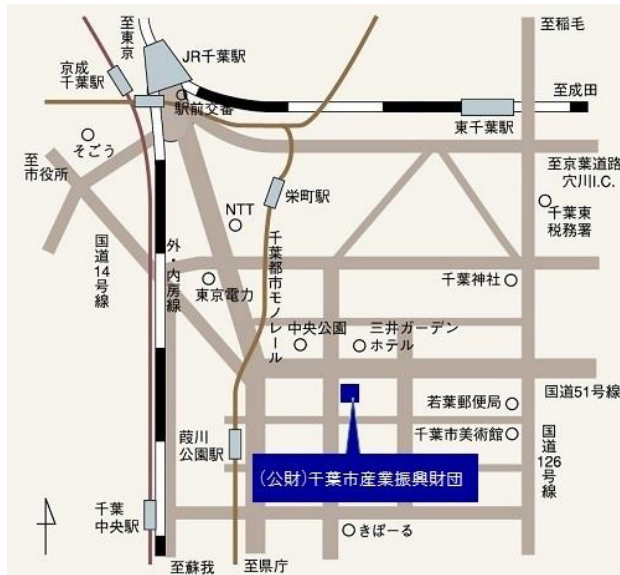 至稲毛
至東京
JR千葉駅
京成
千葉駅
至成田
駅前交番
東千葉駅
そごう
至
市役所
至京葉道路
穴川I.C.
栄町駅
千葉東
税務署
NTT
国道14号線
外・内房線
千葉都市モノレール
千葉神社
東京電力
中央公園
三井ガーデン
ホテル
国道51号線
若葉郵便局
千葉市美術館
国道126号線
葭川
公園駅
(公財)千葉市産業振興財団
千葉
中央駅
きぼーる
至蘇我
至県庁